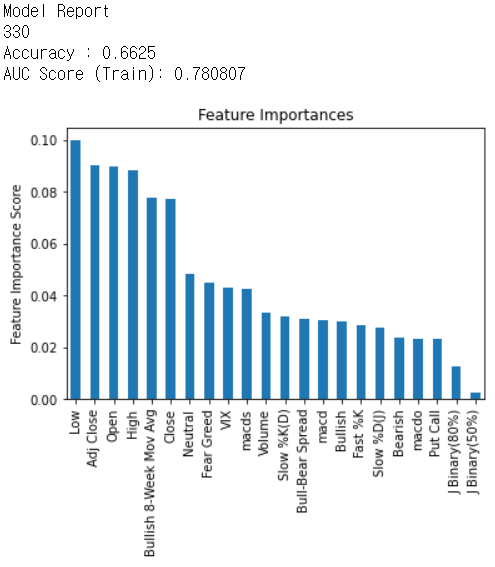 Model Report
330
Accuracy : 0.6625
AUC Score (Train): 0.780807
Feature Importances
Feature Importance Score
0.10
0.08
0.06
0.04
0.02
0.00
Low
Adj Close
Open
High
Bullish 8-Week Mov Avg
Close
Neutral
Fear Greed
VIX
macds
Volume
Slow %K(D)
Bull-Bear Spread
macd
Bullish
Fast %K
Slow %D(J)
Bearish
macdo
Put Call
J Binary(80%)
J Binary(50%)